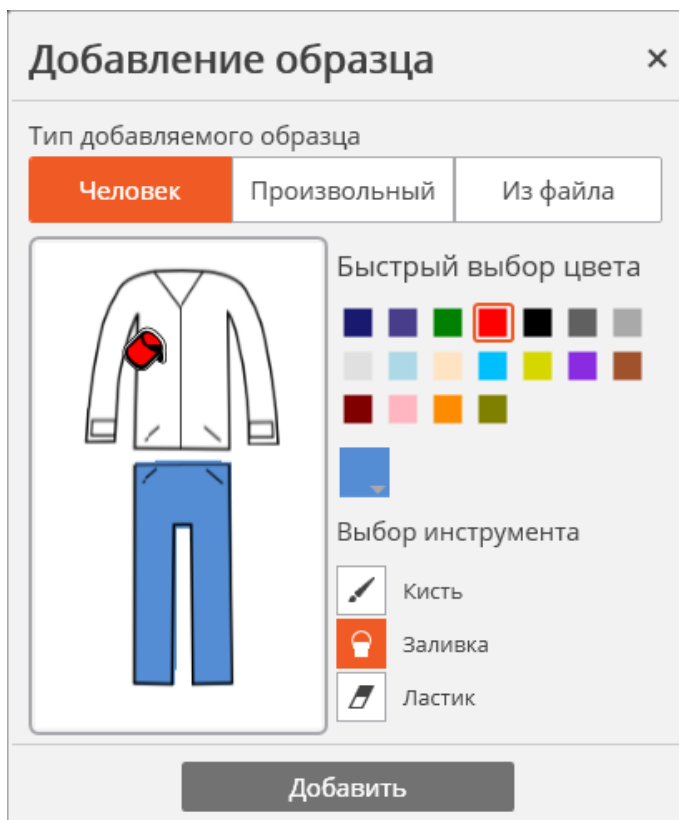 Добавление образца
Тип добавляемого образца
Человек
Произвольный
Из файла
Быстрый выбор цвета
Выбор инструмента
Кисть
Заливка
Ластик
Добавить